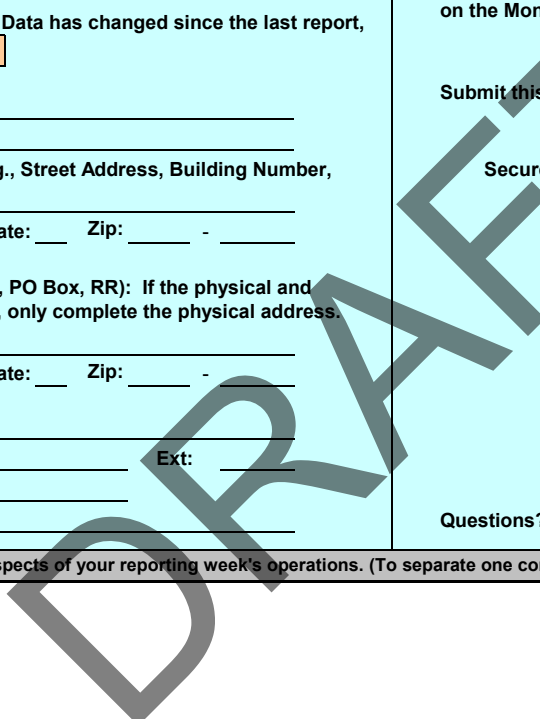 Data has changed since the last report,
g., Street Address, Building Number,
ate: Zip: -
, PO Box, RR): If the physical and
, only complete the physical address.
ate: Zip: -
Ext:
on the Mon
Submit this
Secure
Questions?
spects of your reporting week's operations. (To separate one co
DRAFT